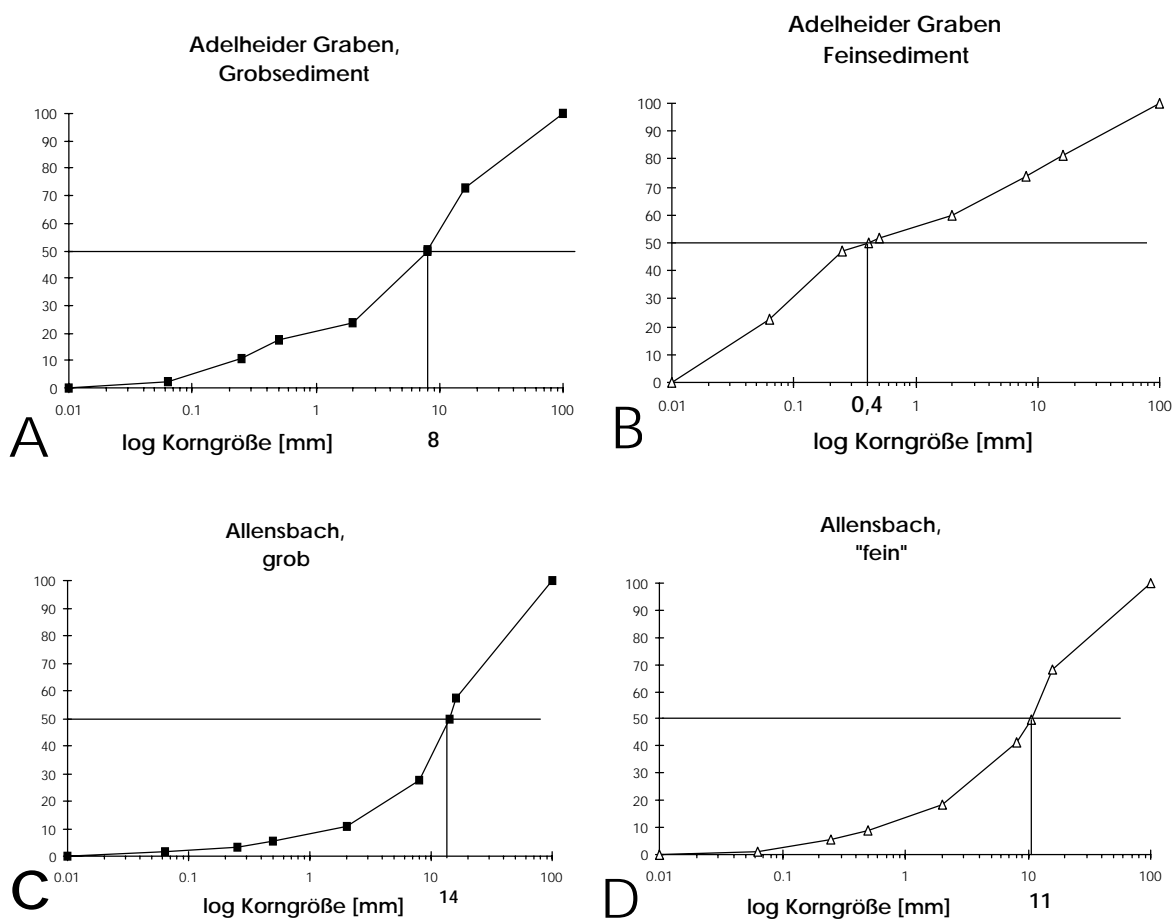 Adelheider Graben,
Grobsediment
100
90
80
70
60
50
40
30
20
10
0
0.01 0.1 1 10 100
A
log Korngröße [mm] 8
Adelheider Graben
Feinsediment
100
90
80
70
60
50
40
30
20
10
0
0.01 0.1 0,4 1 10 100
B
log Korngröße [mm]
Allensbach,
grob
100
90
80
70
60
50
40
30
20
10
0
0.01 0.1 1 10 100
C
log Korngröße [mm] 14
Allensbach,
"fein"
100
90
80
70
60
50
40
30
20
10
0
0.01 0.1 1 10 100
D
log Korngröße [mm] 11